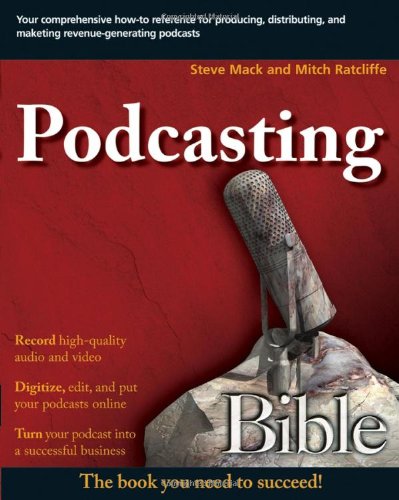 Your comprehensive how-to reference for producing, distributing, and
maketing revenue-generating podcasts
Steve Mack and Mitch Ratcliffe
Podcasting
Record high-quality
audio and video
Digitize, edit, and put
your podcasts online
Turn your podcast into
a successful business
Bible
The book you need to succeed!